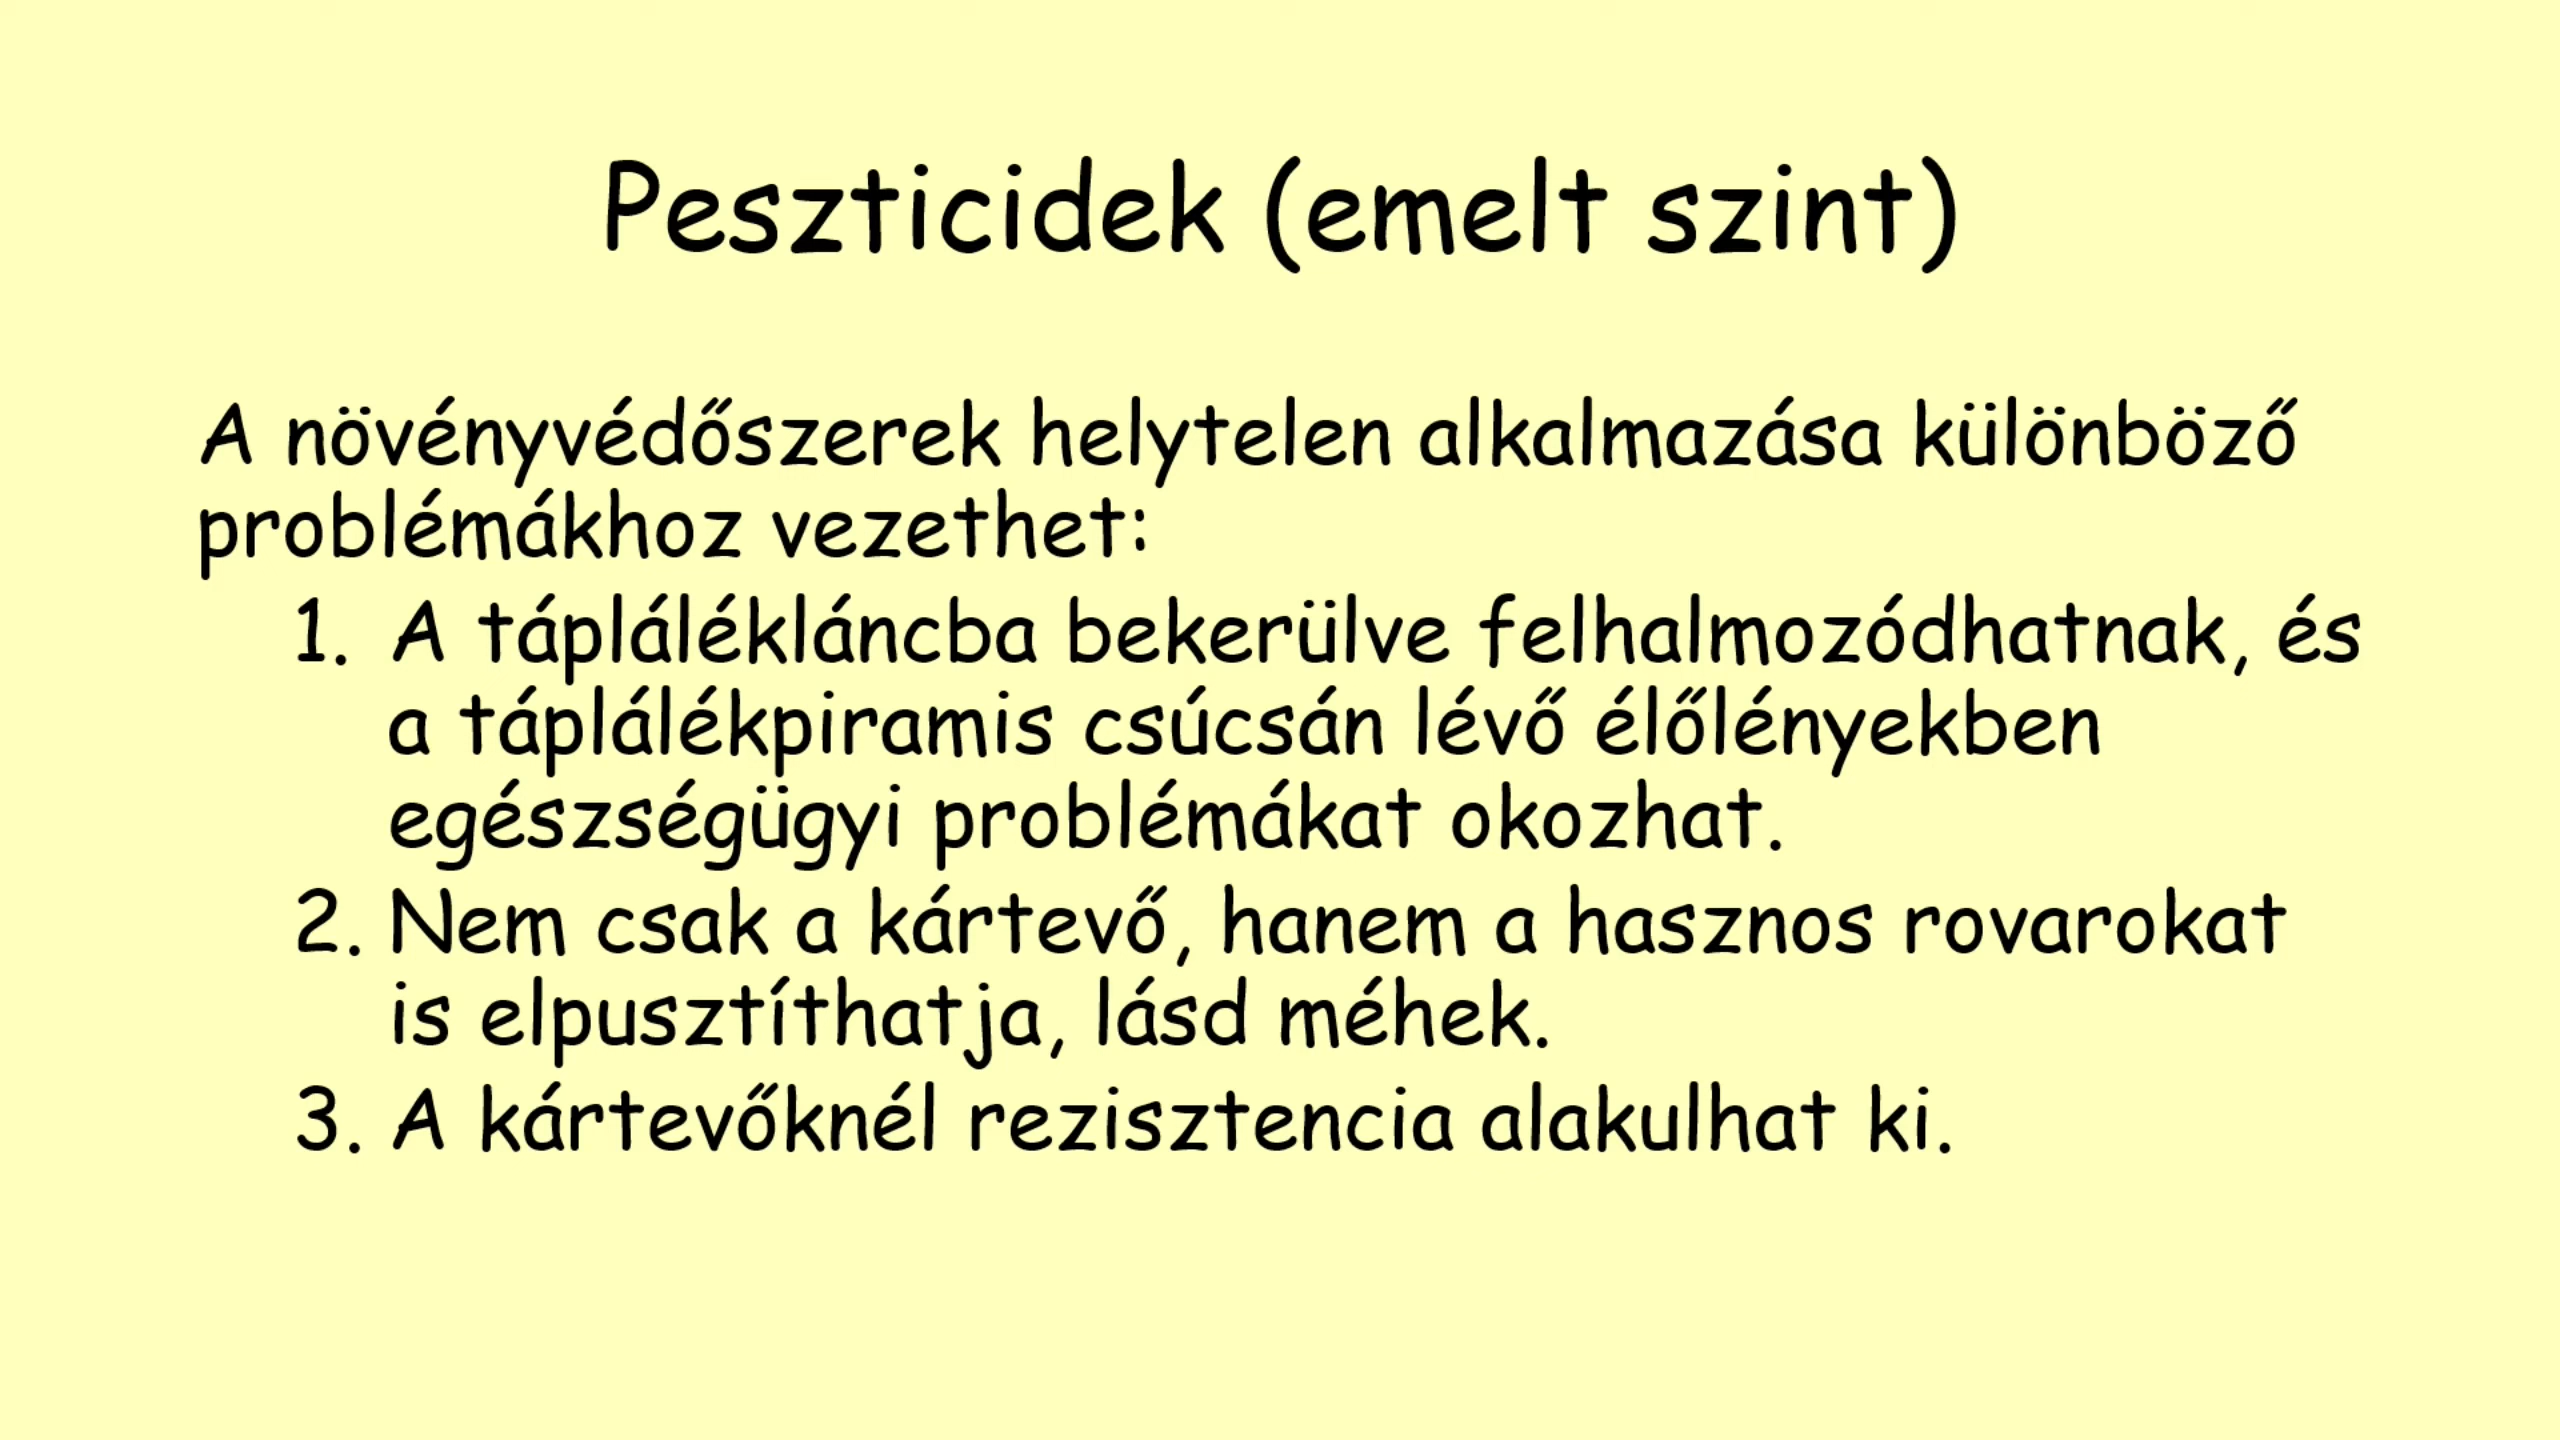 Peszticidek (emelt szint)
A növényvédőszerek helytelen alkalmazása különböző
problémákhoz vezethet:
1. A táplálékláncba bekerülve felhalmozódhatnak, és
a táplálékpiramis csúcsán lévő élőlényekben
egészségügyi problémákat okozhat.
2. Nem csak a kártevő, hanem a hasznos rovarokat
is elpusztíthatja, lásd méhek.
3. A kártevőknél rezisztencia alakulhat ki.